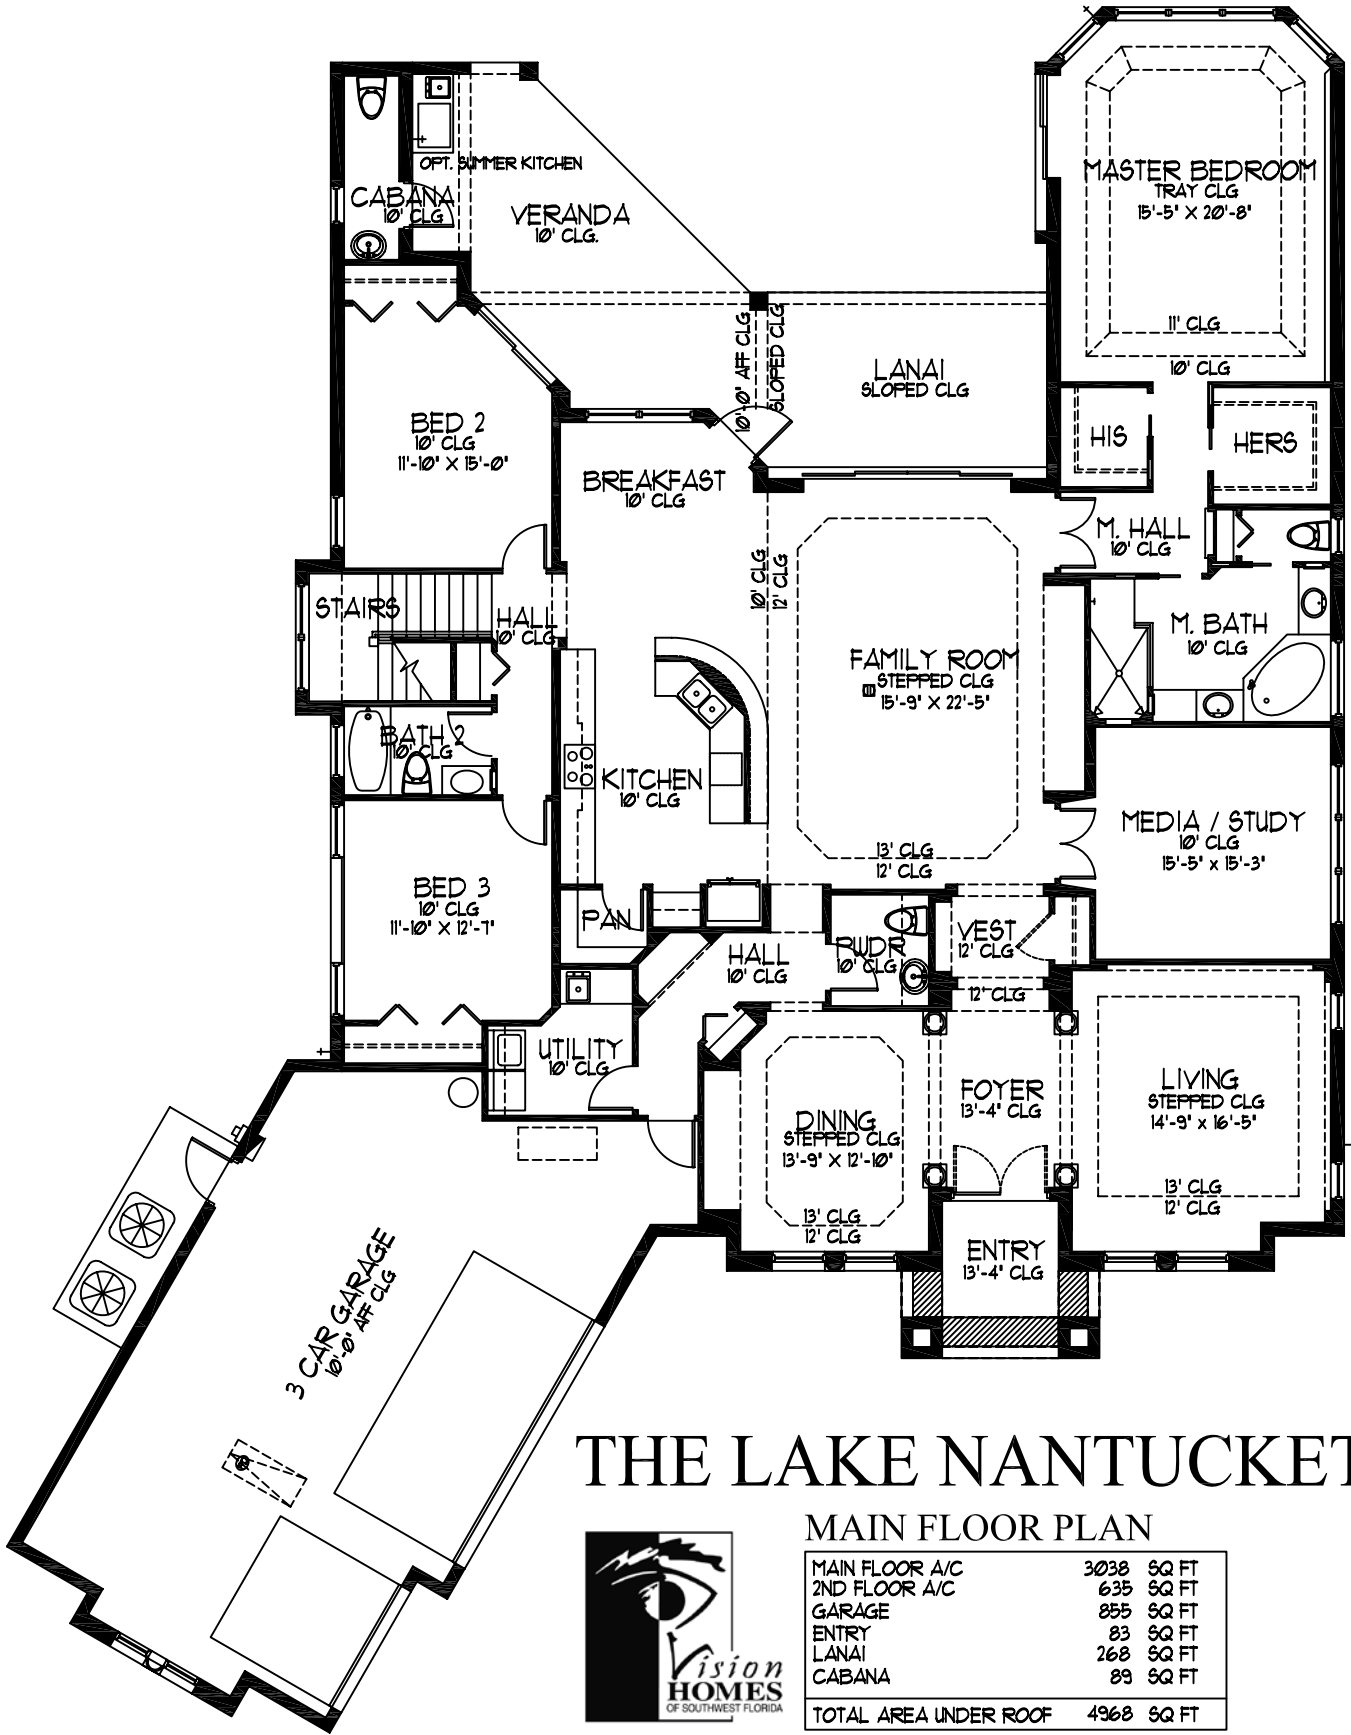 MASTER BEDROOM
TRAY CLG
15'-5" X 20'-8"
11' CLG
10' CLG
OPT. SUMMER KITCHEN
CABANA
10' CLG
VERANDA
10' CLG.
10'-0" AFF CLG
SLOPED CLG
LANAI
SLOPED CLG
BED 2
10' CLG
11'-10" X 15'-0"
HIS
HERS
BREAKFAST
10' CLG
M. HALL
10' CLG
10' CLG
12' CLG
STAIRS
HALL
10' CLG
M. BATH
10' CLG
FAMILY ROOM
STEPPED CLG
15'-9" X 22'-5"
BATH 2
10' CLG
KITCHEN
10' CLG
MEDIA / STUDY
10' CLG
15'-5" x 15'-3"
13' CLG
12' CLG
BED 3
10' CLG
11'-10" X 12'-7"
PAN
HALL
10' CLG
PWDR
10' CLG
VEST
12' CLG
12' CLG
UTILITY
10' CLG
FOYER
13'-4" CLG
LIVING
STEPPED CLG
14'-9" x 16'-5"
DINING
STEPPED CLG
13'-9" X 12'-10"
13' CLG
12' CLG
13' CLG
12' CLG
ENTRY
13'-4" CLG
3 CAR GARAGE
10'-0" AFF CLG
THE LAKE NANTUCKET
MAIN FLOOR PLAN
MAIN FLOOR A/C 3038 SQ FT
2ND FLOOR A/C 635 SQ FT
GARAGE 855 SQ FT
ENTRY 83 SQ FT
LANAI 268 SQ FT
CABANA 89 SQ FT
TOTAL AREA UNDER ROOF 4968 SQ FT
Vision
HOMES
OF SOUTHWEST FLORIDA